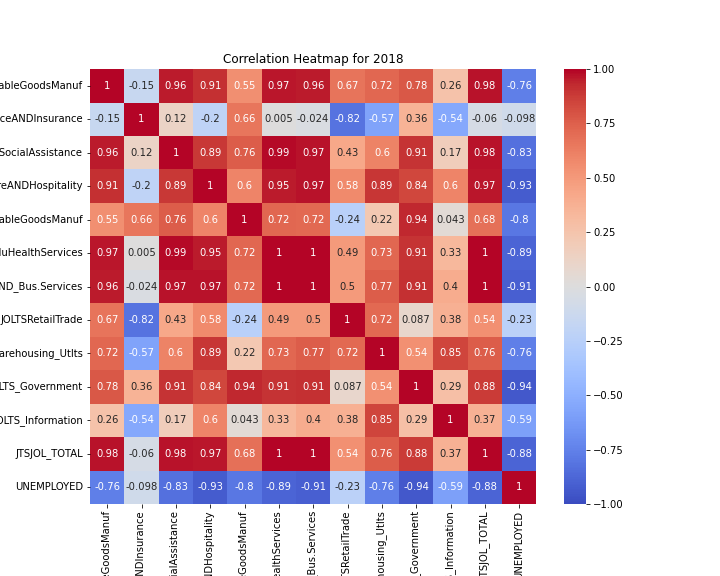 Correlation Heatmap for 2018
ableGoodsManuf 1 -0.15 0.96 0.91 0.55 0.97 0.96 0.67 0.72 0.78 0.26 0.98 -0.76
ceANDInsurance -0.15 1 0.12 -0.2 0.66 0.005 -0.024 -0.82 -0.57 0.36 -0.54 -0.06 -0.098
SocialAssistance 0.96 0.12 1 0.89 0.76 0.99 0.97 0.43 0.6 0.91 0.17 0.98 -0.83
reANDHospitality 0.91 -0.2 0.89 1 0.6 0.95 0.97 0.58 0.89 0.84 0.6 0.97 -0.93
ableGoodsManuf 0.55 0.66 0.76 0.6 1 0.72 0.72 -0.24 0.22 0.94 0.043 0.68 -0.8
duHealthServices 0.97 0.005 0.99 0.95 0.72 1 1 0.49 0.73 0.91 0.33 1 -0.89
ND_Bus.Services 0.96 -0.024 0.97 0.97 0.72 1 1 0.5 0.77 0.91 0.4 1 -0.91
JOLTSRetailTrade 0.67 -0.82 0.43 0.58 -0.24 0.49 0.5 1 0.72 0.087 0.38 0.54 -0.23
arehousing_Utlts 0.72 -0.57 0.6 0.89 0.22 0.73 0.77 0.72 1 0.54 0.85 0.76 -0.76
LTS_Government 0.78 0.36 0.91 0.84 0.94 0.91 0.91 0.087 0.54 1 0.29 0.88 -0.94
OLTS_Information 0.26 -0.54 0.17 0.6 0.043 0.33 0.4 0.38 0.85 0.29 1 0.37 -0.59
JTSJOL_TOTAL 0.98 -0.06 0.98 0.97 0.68 1 1 0.54 0.76 0.88 0.37 1 -0.88
UNEMPLOYED -0.76 -0.098 -0.83 -0.93 -0.8 -0.89 -0.91 -0.23 -0.76 -0.94 -0.59 -0.88 1
eGoodsManuf
NDInsurance
ialAssistance
NDHospitality
eGoodsManuf
ealthServices
_Bus.Services
TSRetailTrade
housing_Utlts
_Government
_Information
TSJOL_TOTAL
UNEMPLOYED
1.00
0.75
0.50
0.25
0.00
−0.25
−0.50
−0.75
−1.00